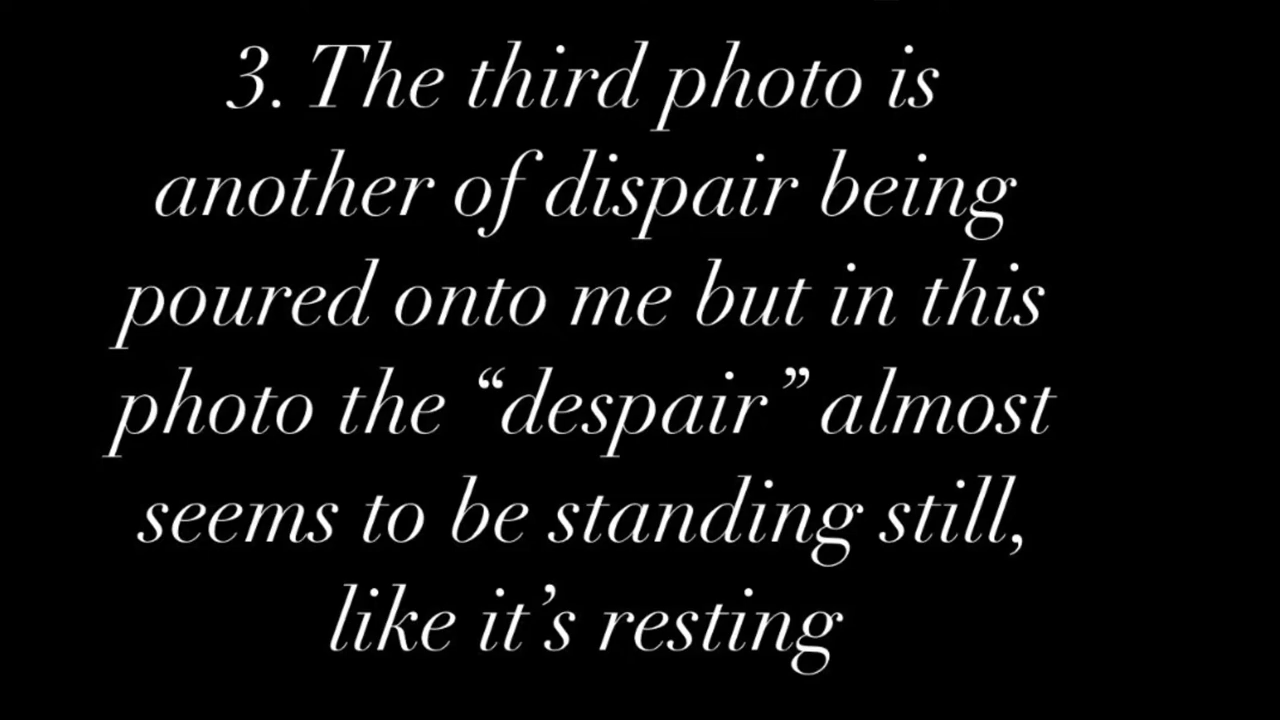 3. The third photo is
another of dispair being
poured onto me but in this
photo the “despair” almost
seems to be standing still,
like it’s resting